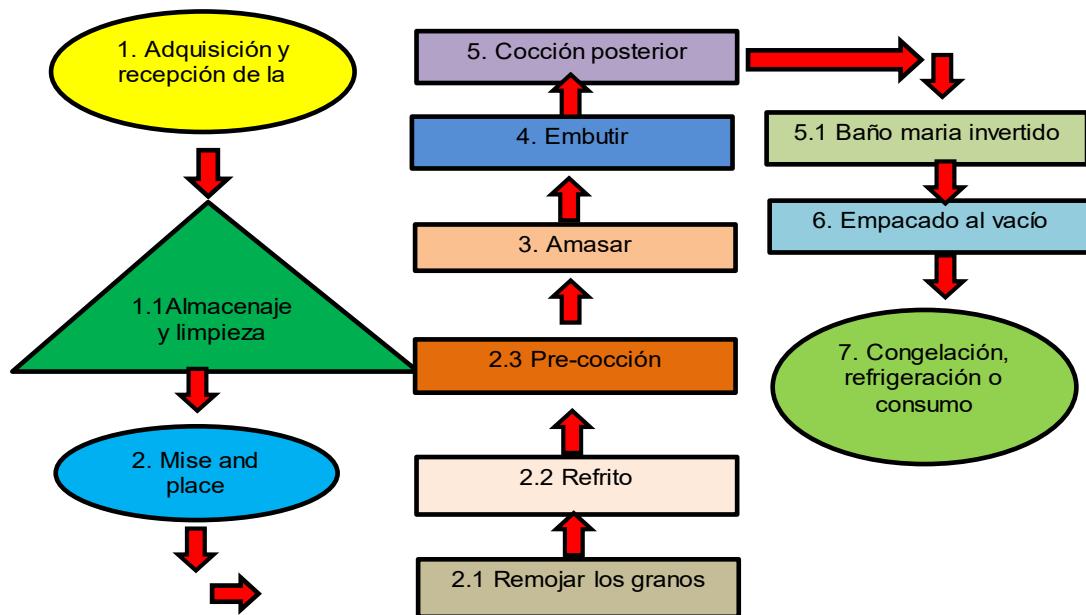 1. Adquisición y
recepción de la
1.1Almacenaje
y limpieza
2. Mise and
place
2.1 Remojar los granos
2.2 Refrito
2.3 Pre-cocción
3. Amasar
4. Embutir
5. Cocción posterior
5.1 Baño maria invertido
6. Empacado al vacío
7. Congelación,
refrigeración o
consumo